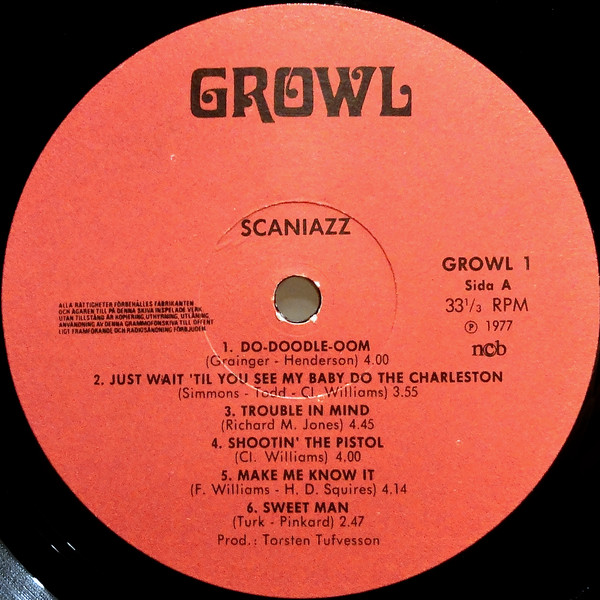 GROWL
SCANIAZZ
GROWL 1
Sida A
33 1/3 RPM
℗ 1977
ncb
ALLA RÄTTIGHETER FÖRBEHÅLLES FABRIKANTEN
OCH ÄGAREN TILL PÅ DENNA SKIVA INSPELADE VERK.
UTAN TILLSTÅND ÄR KOPIERING, UTHYRNING, UTLÅNING
ANVÄNDNING AV DENNA GRAMMOFONSKIVA TILL OFFENT
LIGT FRAMFÖRANDE OCH RADIOSÄNDNING FÖRBJUDEN.
1. DO-DOODLE-OOM
(Grainger - Henderson) 4.00
2. JUST WAIT 'TIL YOU SEE MY BABY DO THE CHARLESTON
(Simmons - Todd - Cl. Williams) 3.55
3. TROUBLE IN MIND
(Richard M. Jones) 4.45
4. SHOOTIN' THE PISTOL
(Cl. Williams) 4.00
5. MAKE ME KNOW IT
(F. Williams - H. D. Squires) 4.14
6. SWEET MAN
(Turk - Pinkard) 2.47
Prod.: Torsten Tufvesson